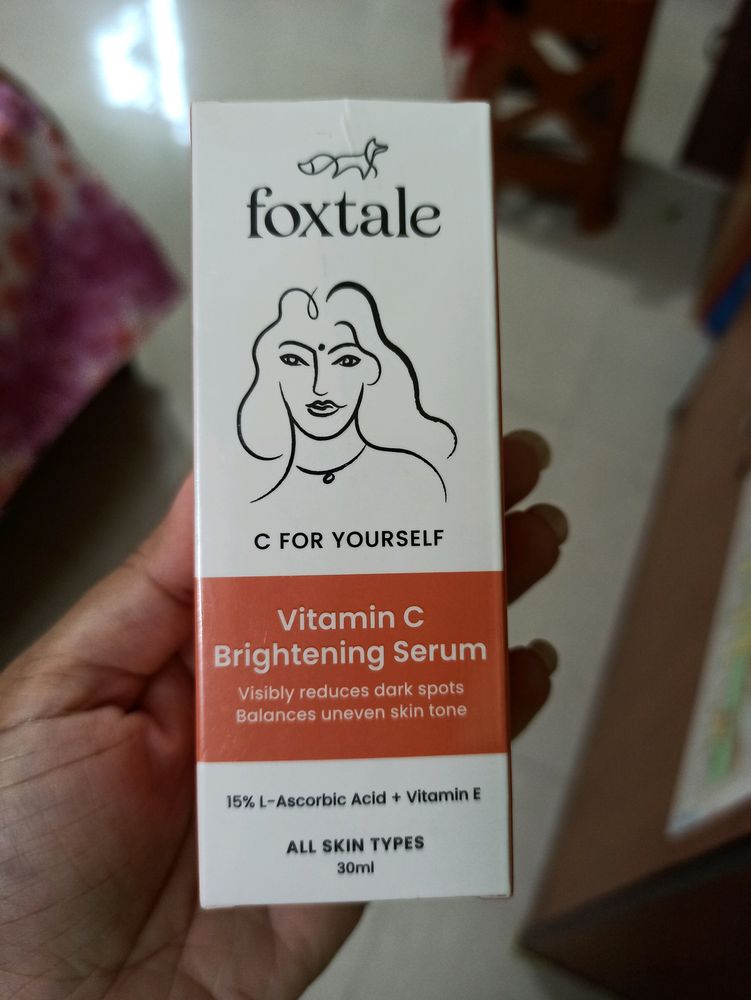 foxtale
C FOR YOURSELF
Vitamin C
Brightening Serum
Visibly reduces dark spots
Balances uneven skin tone
15% L-Ascorbic Acid + Vitamin E
ALL SKIN TYPES
30ml